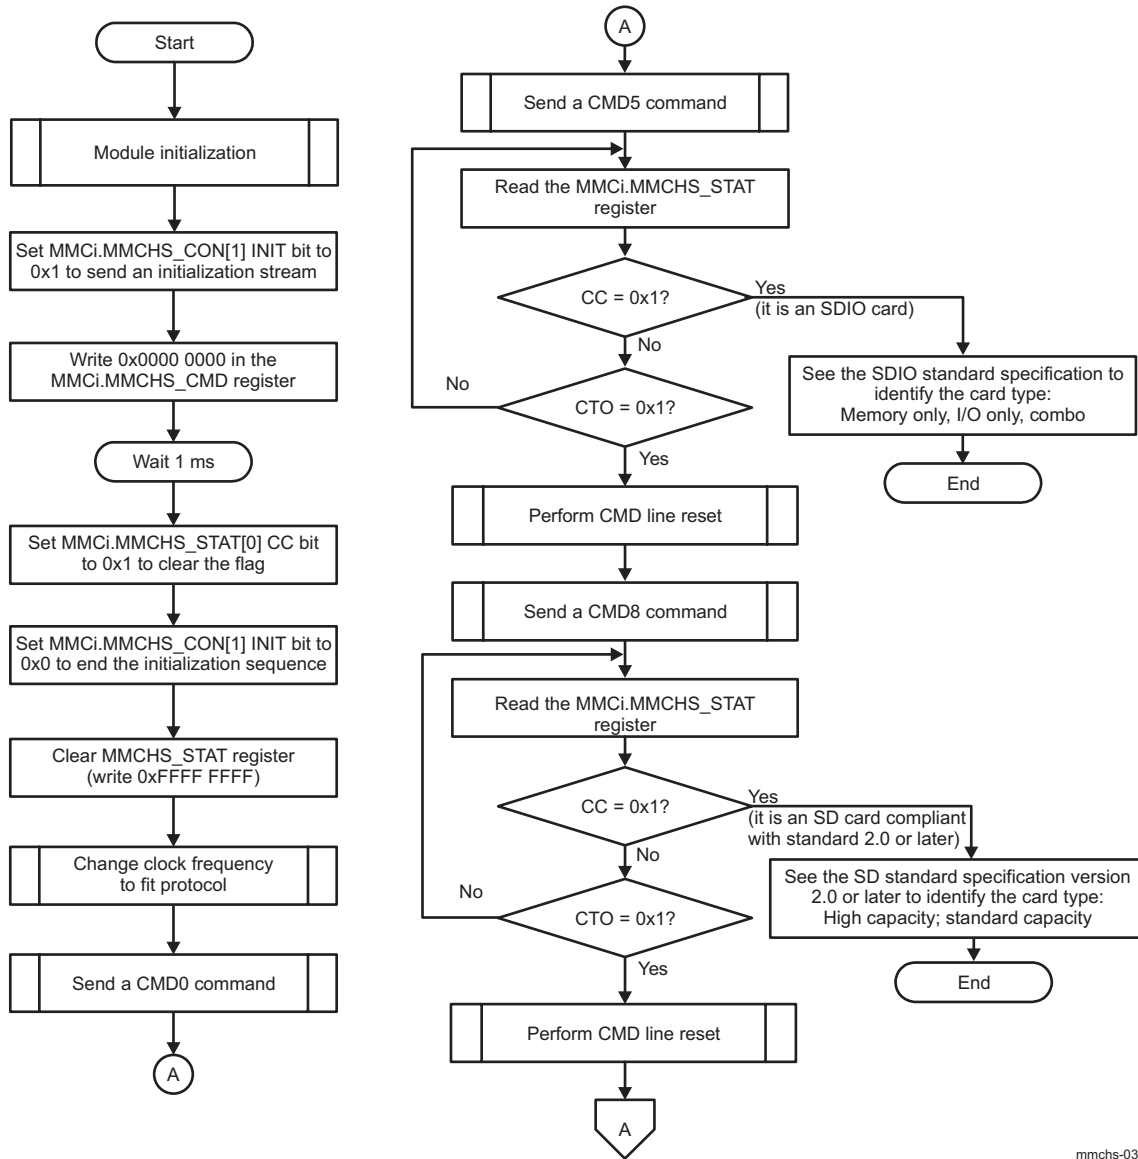 Start
Module initialization
Set MMCi.MMCHS_CON[1] INIT bit to
0x1 to send an initialization stream
Write 0x0000 0000 in the
MMCi.MMCHS_CMD register
Wait 1 ms
Set MMCi.MMCHS_STAT[0] CC bit
to 0x1 to clear the flag
Set MMCi.MMCHS_CON[1] INIT bit to
0x0 to end the initialization sequence
Clear MMCHS_STAT register
(write 0xFFFF FFFF)
Change clock frequency
to fit protocol
Send a CMD0 command
A
A
Send a CMD5 command
Read the MMCi.MMCHS_STAT
register
CC = 0x1?
Yes
(it is an SDIO card)
No
See the SDIO standard specification to
identify the card type:
Memory only, I/O only, combo
End
No
CTO = 0x1?
Yes
Perform CMD line reset
Send a CMD8 command
Read the MMCi.MMCHS_STAT
register
CC = 0x1?
Yes
(it is an SD card compliant
with standard 2.0 or later)
No
See the SD standard specification version
2.0 or later to identify the card type:
High capacity; standard capacity
End
No
CTO = 0x1?
Yes
Perform CMD line reset
A
mmchs-038